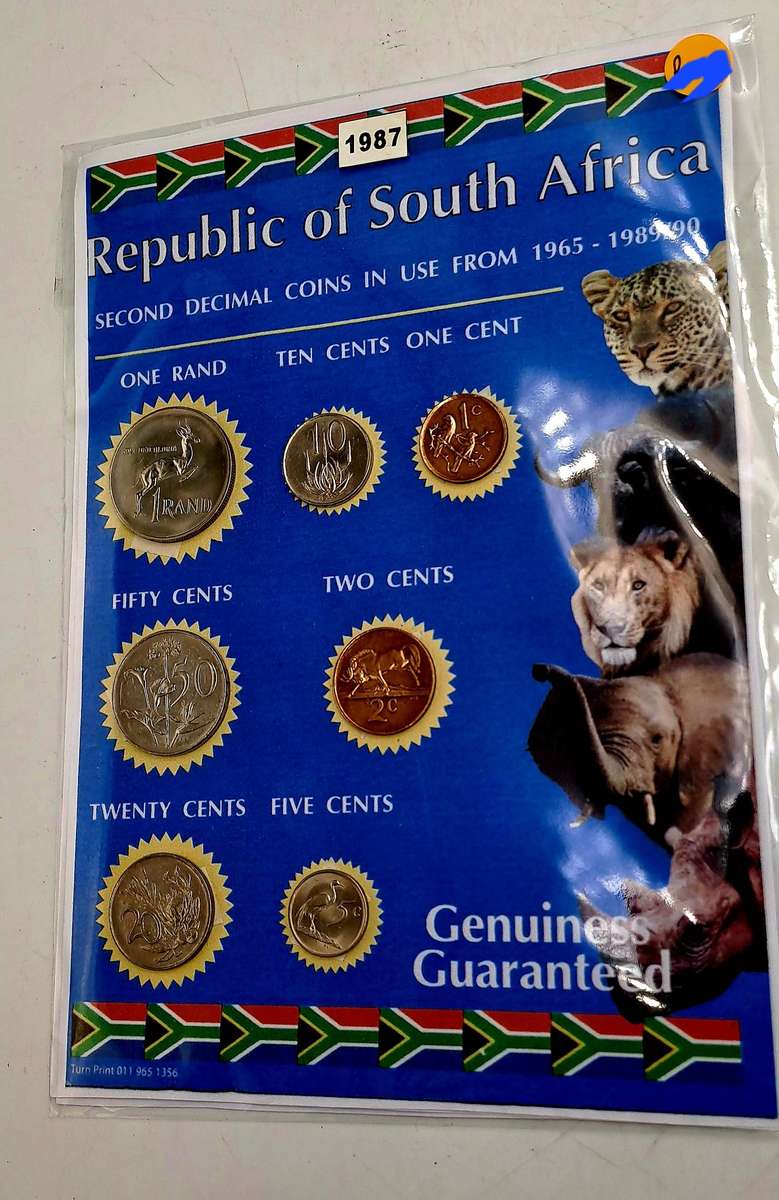 1987
Republic of South Africa
SECOND DECIMAL COINS IN USE FROM 1965 - 1989/90
ONE RAND
TEN CENTS
ONE CENT
1 RAND
10
1c
FIFTY CENTS
TWO CENTS
50
2c
TWENTY CENTS
FIVE CENTS
20
5c
Genuiness
Guaranteed
Turn Print 011 965 1356